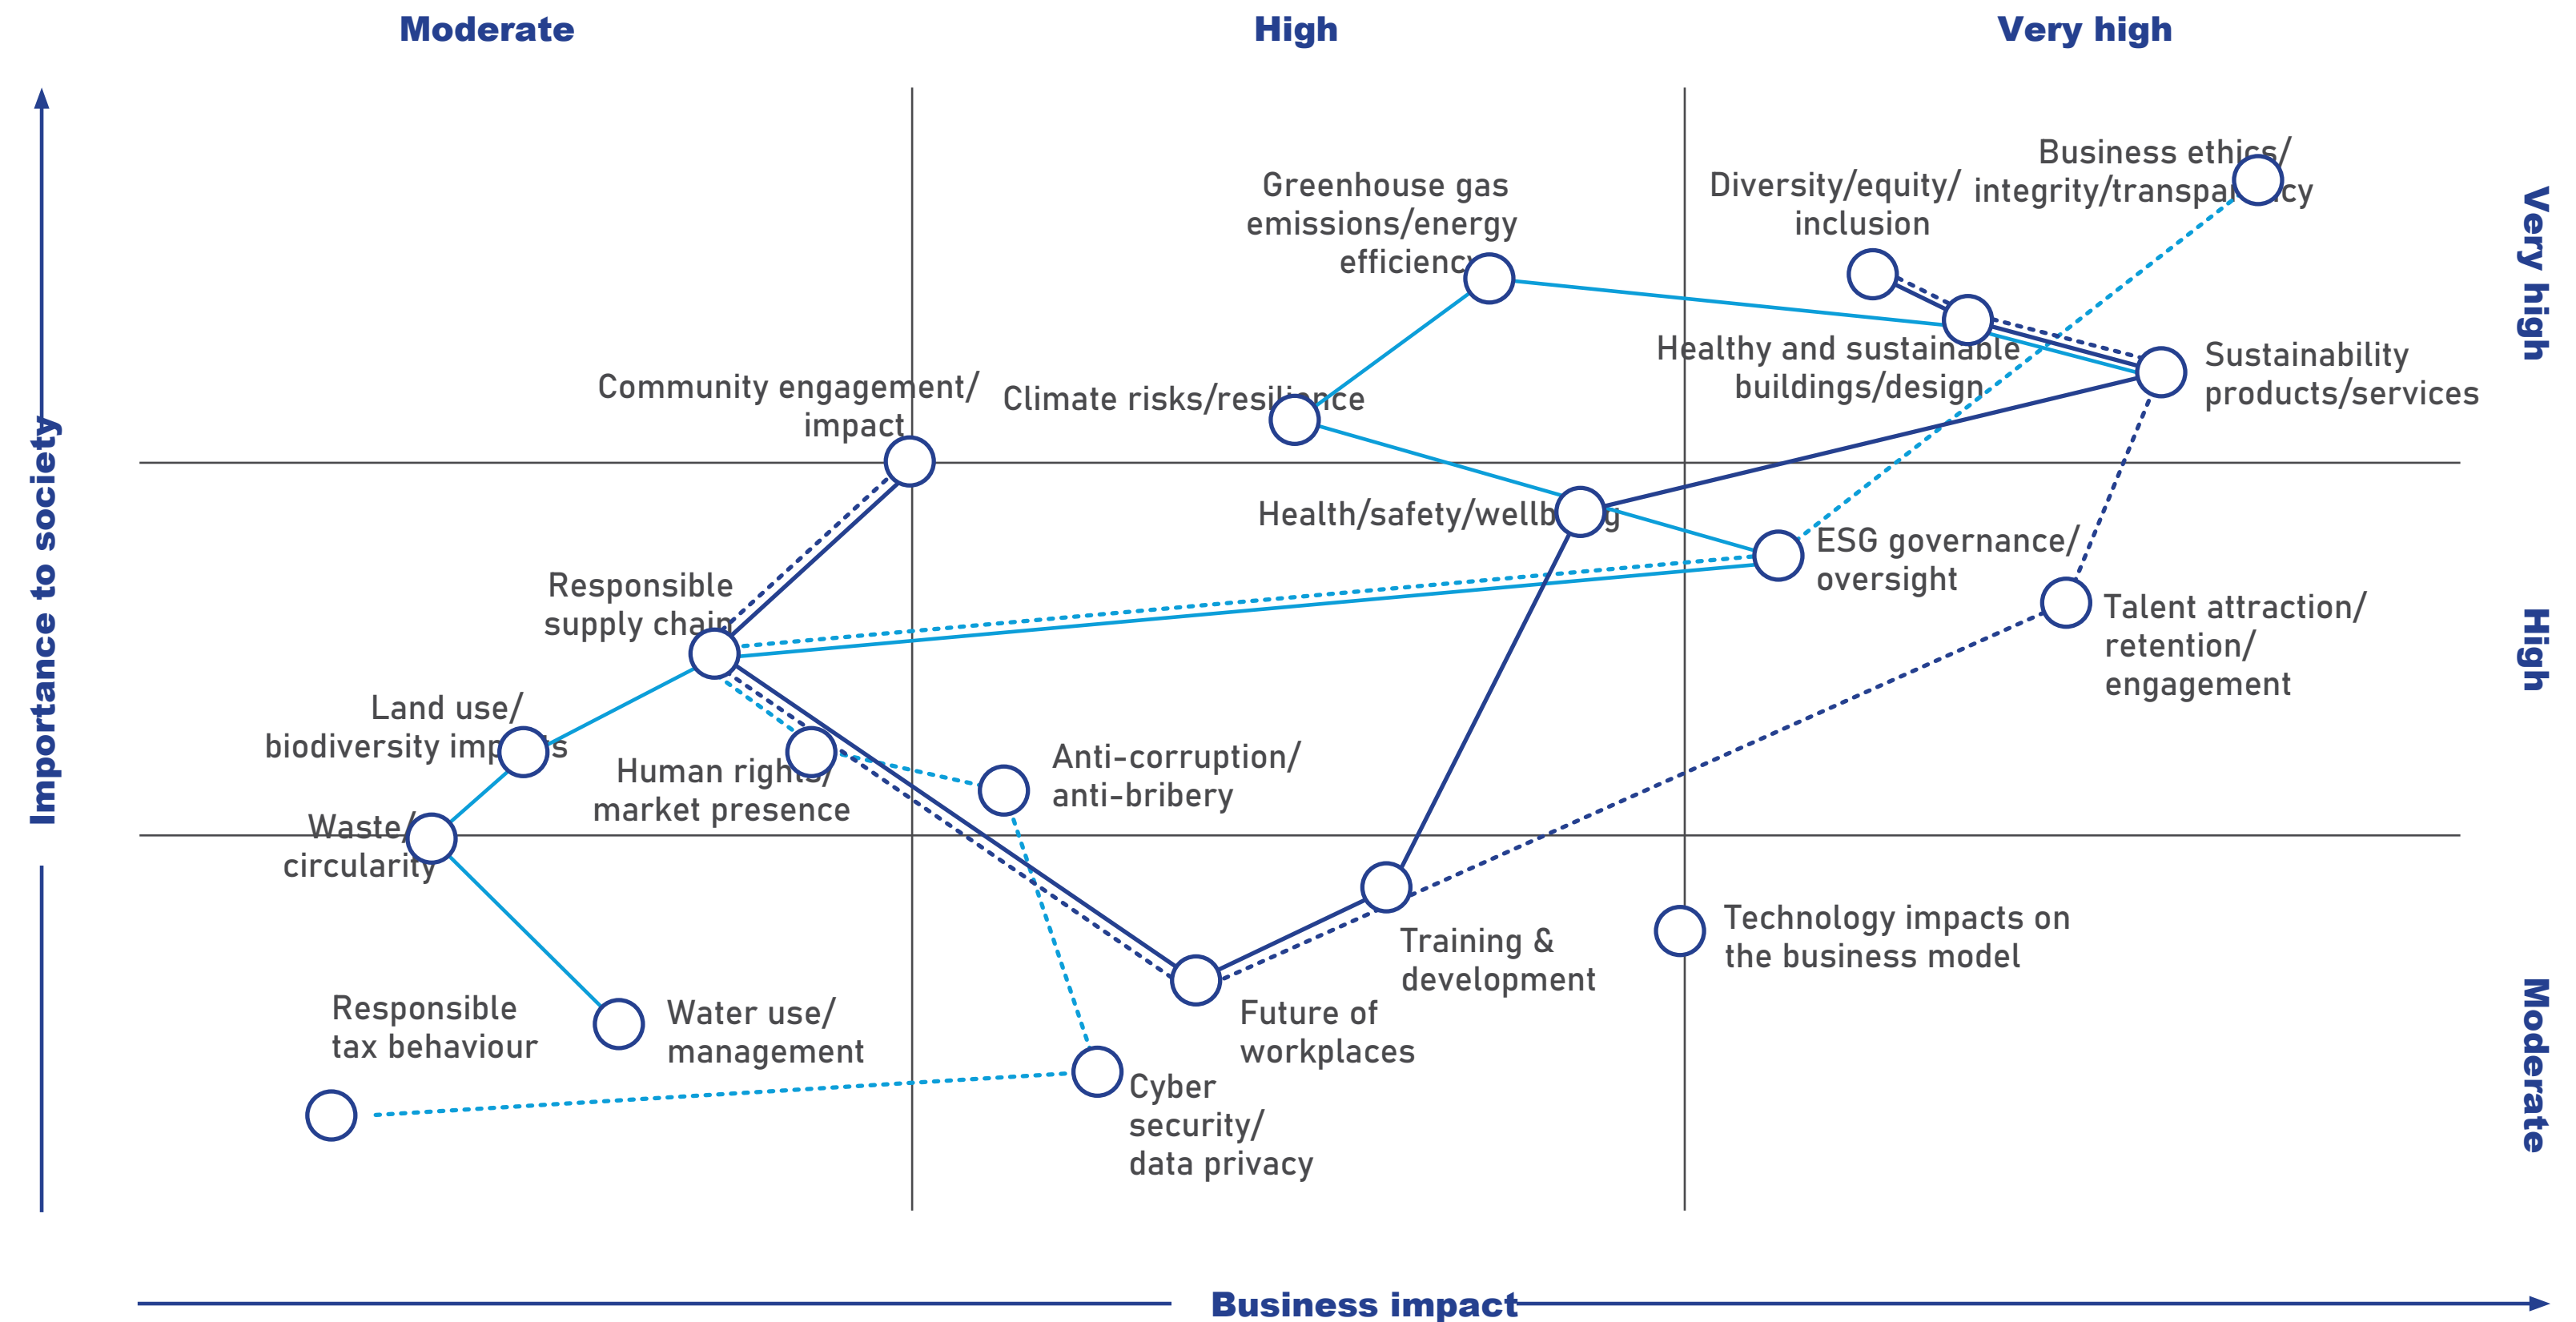 Moderate
High
Very high
Business ethics/
integrity/transparency
Diversity/equity/
inclusion
Greenhouse gas
emissions/energy
efficiency
Very high
Healthy and sustainable
buildings/design
Sustainability
products/services
Community engagement/
impact
Climate risks/resilience
Importance to society
Health/safety/wellbeing
ESG governance/
oversight
Responsible
supply chain
Talent attraction/
retention/
engagement
High
Land use/
biodiversity impacts
Human rights/
market presence
Anti-corruption/
anti-bribery
Waste/
circularity
Training &
development
Technology impacts on
the business model
Responsible
tax behaviour
Water use/
management
Future of
workplaces
Moderate
Cyber
security/
data privacy
Business impact